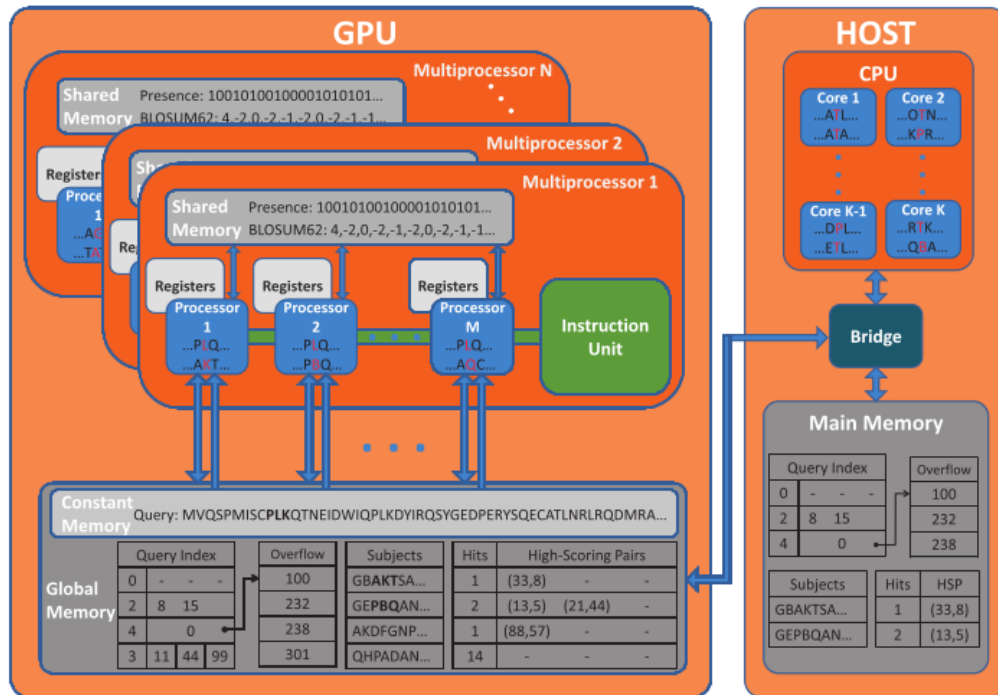 GPU
Multiprocessor N
Shared Memory
Presence: 10010100100001010101...
BLOSUM62: 4,-2,0,-2,-1,-2,0,-2,-1,-1...
Registers
1
...AC
...TAT
Multiprocessor 2
Multiprocessor 1
Shared Memory
Presence: 10010100100001010101...
BLOSUM62: 4,-2,0,-2,-1,-2,0,-2,-1,-1...
Registers
Registers
Registers
Processor 1
...PLQ...
...AKT...
Processor 2
...PLQ...
...PBQ...
Processor M
...PLQ...
...AQC...
Instruction Unit
Constant Memory
Query: MVQSPMISCPLKQTNEIDWIQPLKDYIRQSYGEDPERYSQECATLNRLRQDMRA...
Global Memory
Query Index
0 - - -
2 8 15
4 0
3 11 44 99
Overflow
100
232
238
301
Subjects Hits High-Scoring Pairs
GBAKTSA... 1 (33,8) - -
GEPBQAN... 2 (13,5) (21,44) -
AKDFGNP... 1 (88,57) - -
QHPADAN... 14 - - -
HOST
CPU
Core 1
...ATL...
...ATA...
Core 2
...OTN...
...KPR...
Core K-1
...DPL...
...ETL...
Core K
...RTK...
...QBA...
Bridge
Main Memory
Query Index
0 - - -
2 8 15
4 0
Overflow
100
232
238
Subjects Hits HSP
GBAKTSA... 1 (33,8)
GEPBQAN... 2 (13,5)